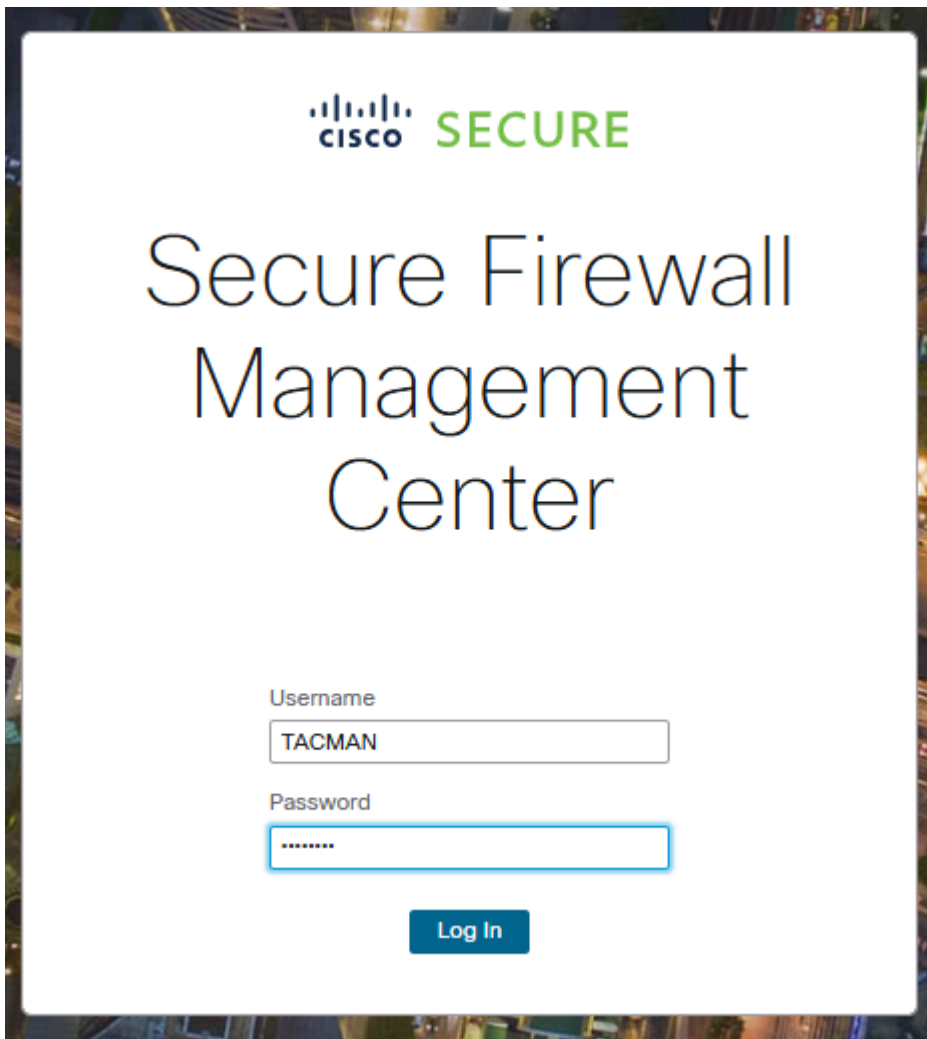 CISCO SECURE
Secure Firewall
Management
Center
Username
TACMAN
Password
••••••••
Log In